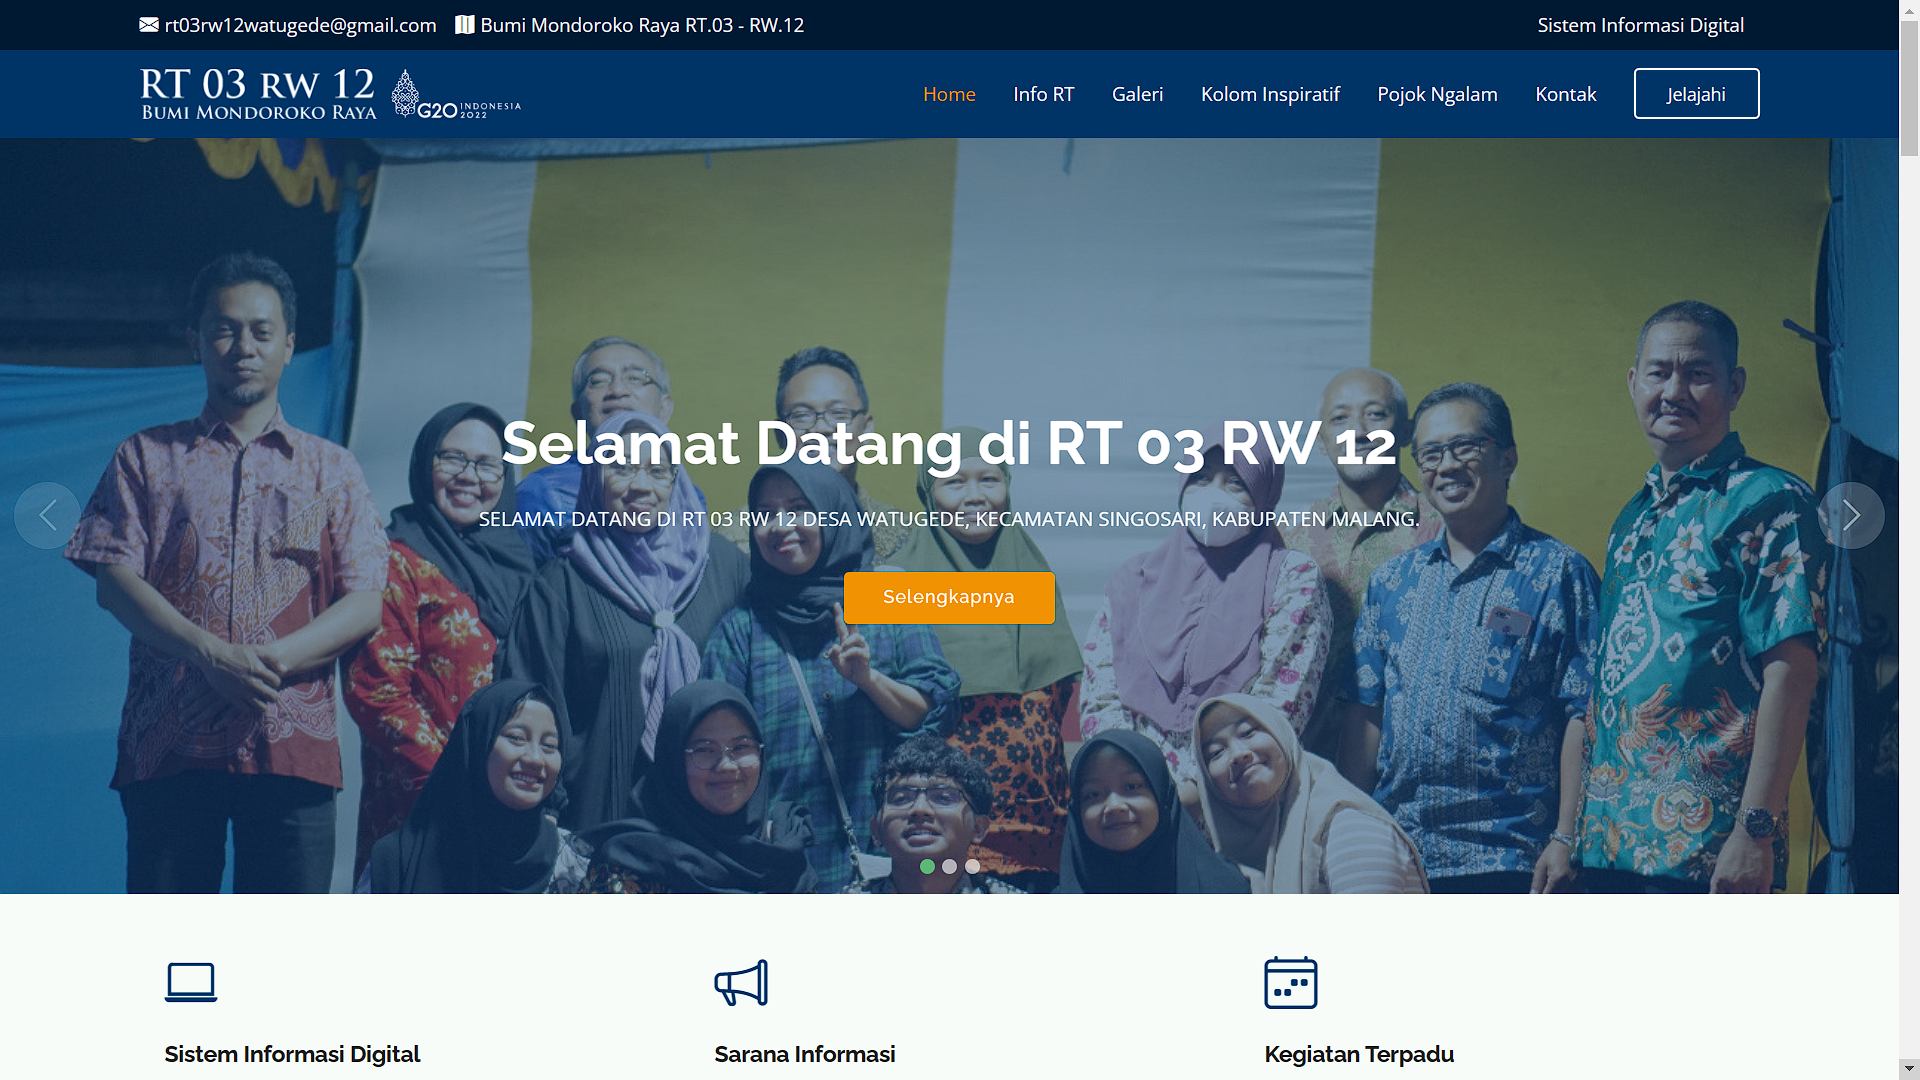 rt03rw12watugede@gmail.com Bumi Mondoroko Raya RT.03 - RW.12 Sistem Informasi Digital
RT 03 RW 12
BUMI MONDOROKO RAYA
G20 INDONESIA
2022
Home Info RT Galeri Kolom Inspiratif Pojok Ngalam Kontak Jelajahi
Selamat Datang di RT 03 RW 12
SELAMAT DATANG DI RT 03 RW 12 DESA WATUGEDE, KECAMATAN SINGOSARI, KABUPATEN MALANG.
Selengkapnya
Sistem Informasi Digital
Sarana Informasi
Kegiatan Terpadu